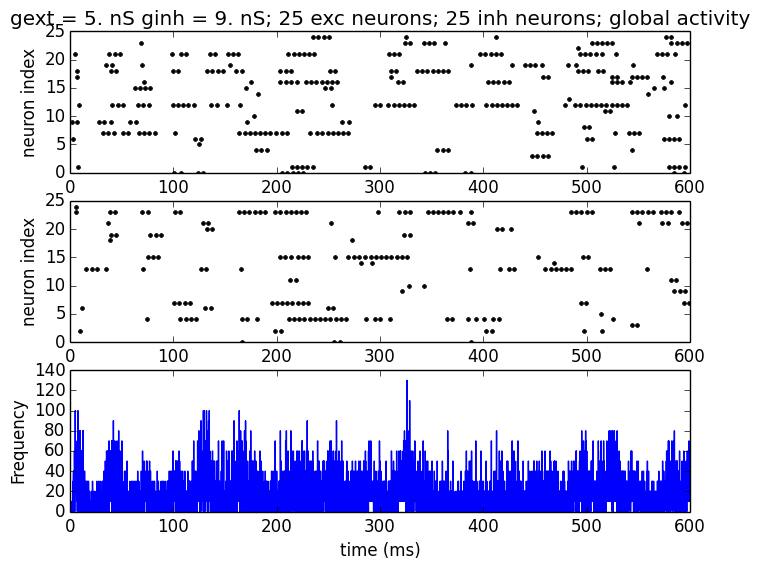 gext = 5. nS ginh = 9. nS; 25 exc neurons; 25 inh neurons; global activity
25
20
15
10
5
0
neuron index
0 100 200 300 400 500 600
25
20
15
10
5
0
neuron index
0 100 200 300 400 500 600
140
120
100
80
60
40
20
0
Frequency
0 100 200 300 400 500 600
time (ms)